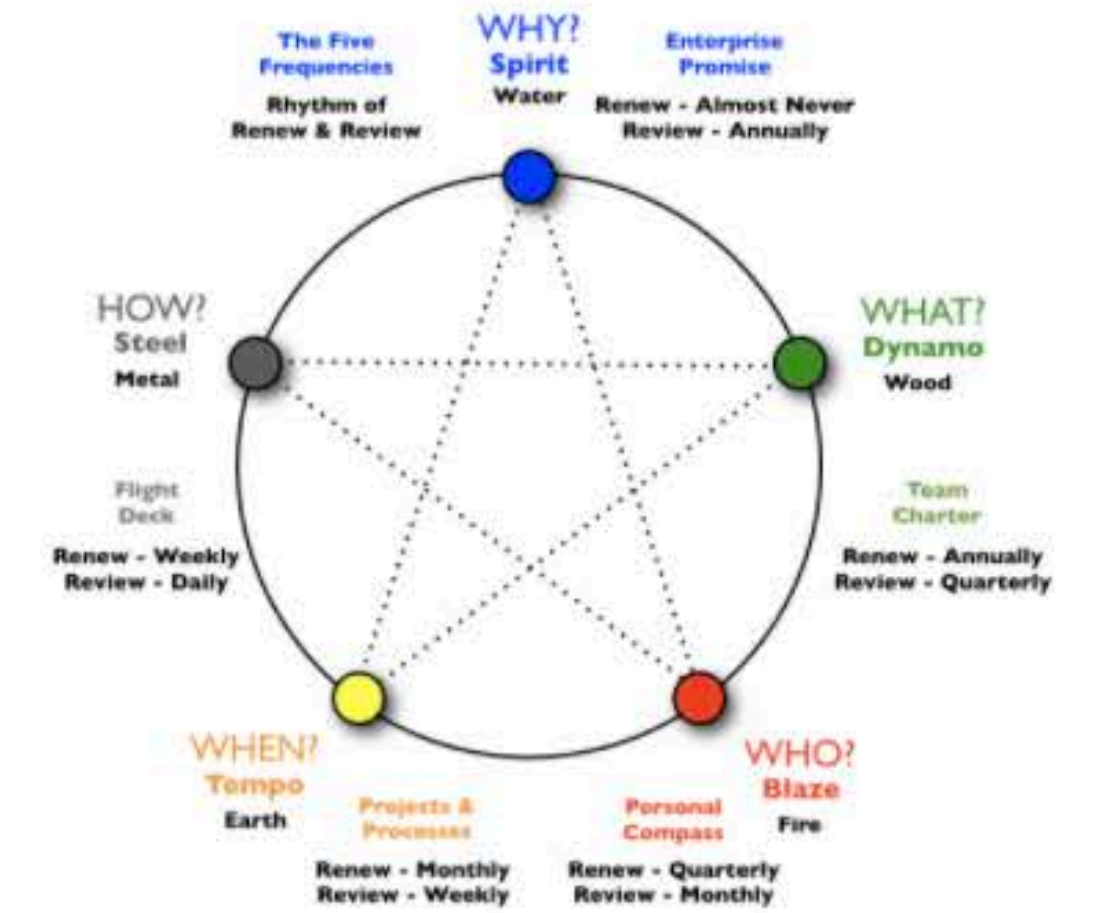 The Five
Frequencies
Rhythm of
Renew & Review
WHY?
Spirit
Water
Enterprise
Promise
Renew - Almost Never
Review - Annually
WHAT?
Dynamo
Wood
Team
Charter
Renew - Annually
Review - Quarterly
WHO?
Blaze
Fire
Personal
Compass
Renew - Quarterly
Review - Monthly
WHEN?
Tempo
Earth
Projects &
Processes
Renew - Monthly
Review - Weekly
HOW?
Steel
Metal
Flight
Deck
Renew - Weekly
Review - Daily